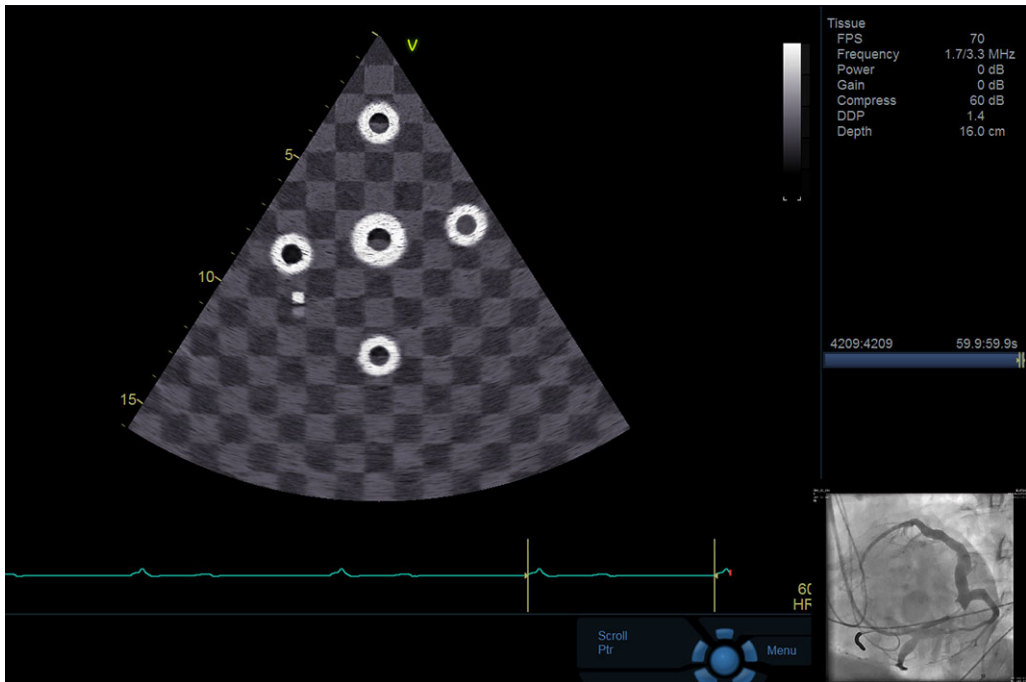 V
5
10
15
Tissue
FPS 70
Frequency 1.7/3.3 MHz
Power 0 dB
Gain 0 dB
Compress 60 dB
DDP 1.4
Depth 16.0 cm
4209:4209 59.9:59.9s
60
HR
Scroll
Ptr
Menu